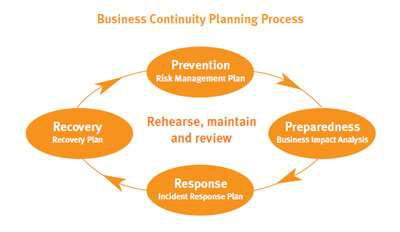 Business Continuity Planning Process
Prevention
Risk Management Plan
Recovery
Recovery Plan
Rehearse, maintain
and review
Preparedness
Business Impact Analysis
Response
Incident Response Plan